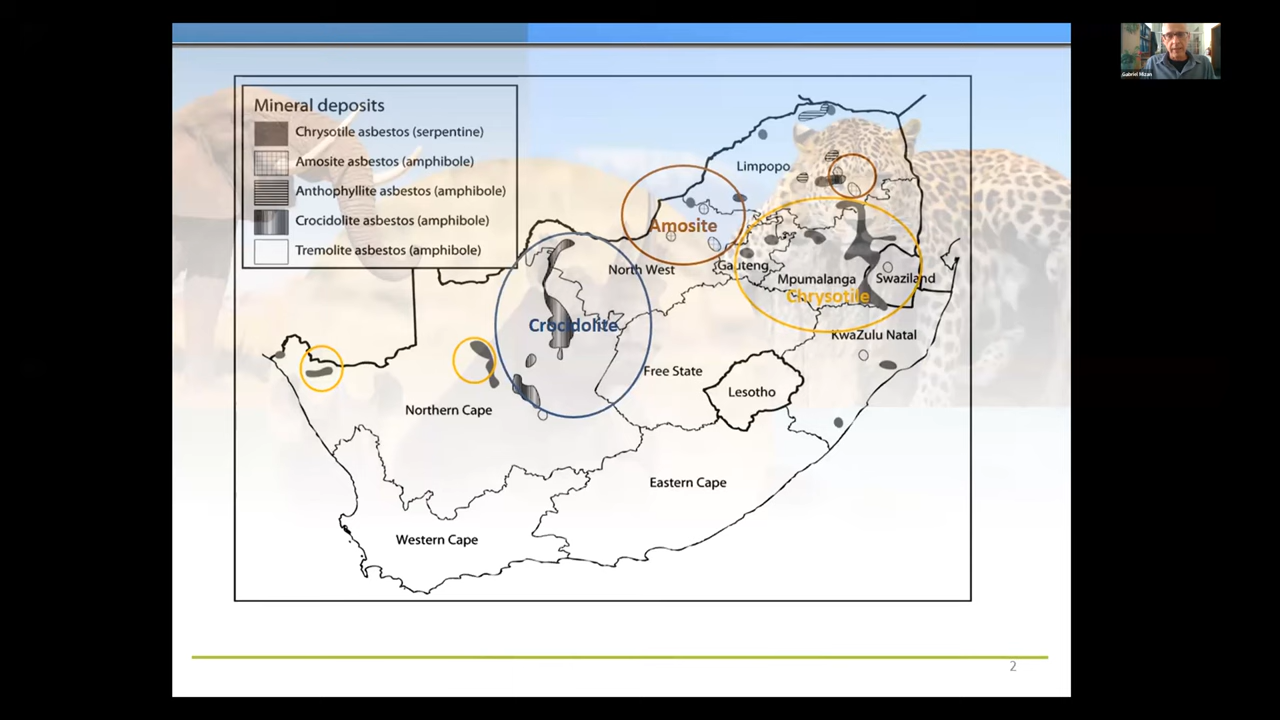 Mineral deposits
Chrysotile asbestos (serpentine)
Amosite asbestos (amphibole)
Anthophyllite asbestos (amphibole)
Crocidolite asbestos (amphibole)
Tremolite asbestos (amphibole)
Limpopo
Amosite
North West
Gauteng
Mpumalanga
Swaziland
Chrysotile
Crocidolite
KwaZulu Natal
Free State
Lesotho
Northern Cape
Eastern Cape
Western Cape
2
Gabriel Mizan